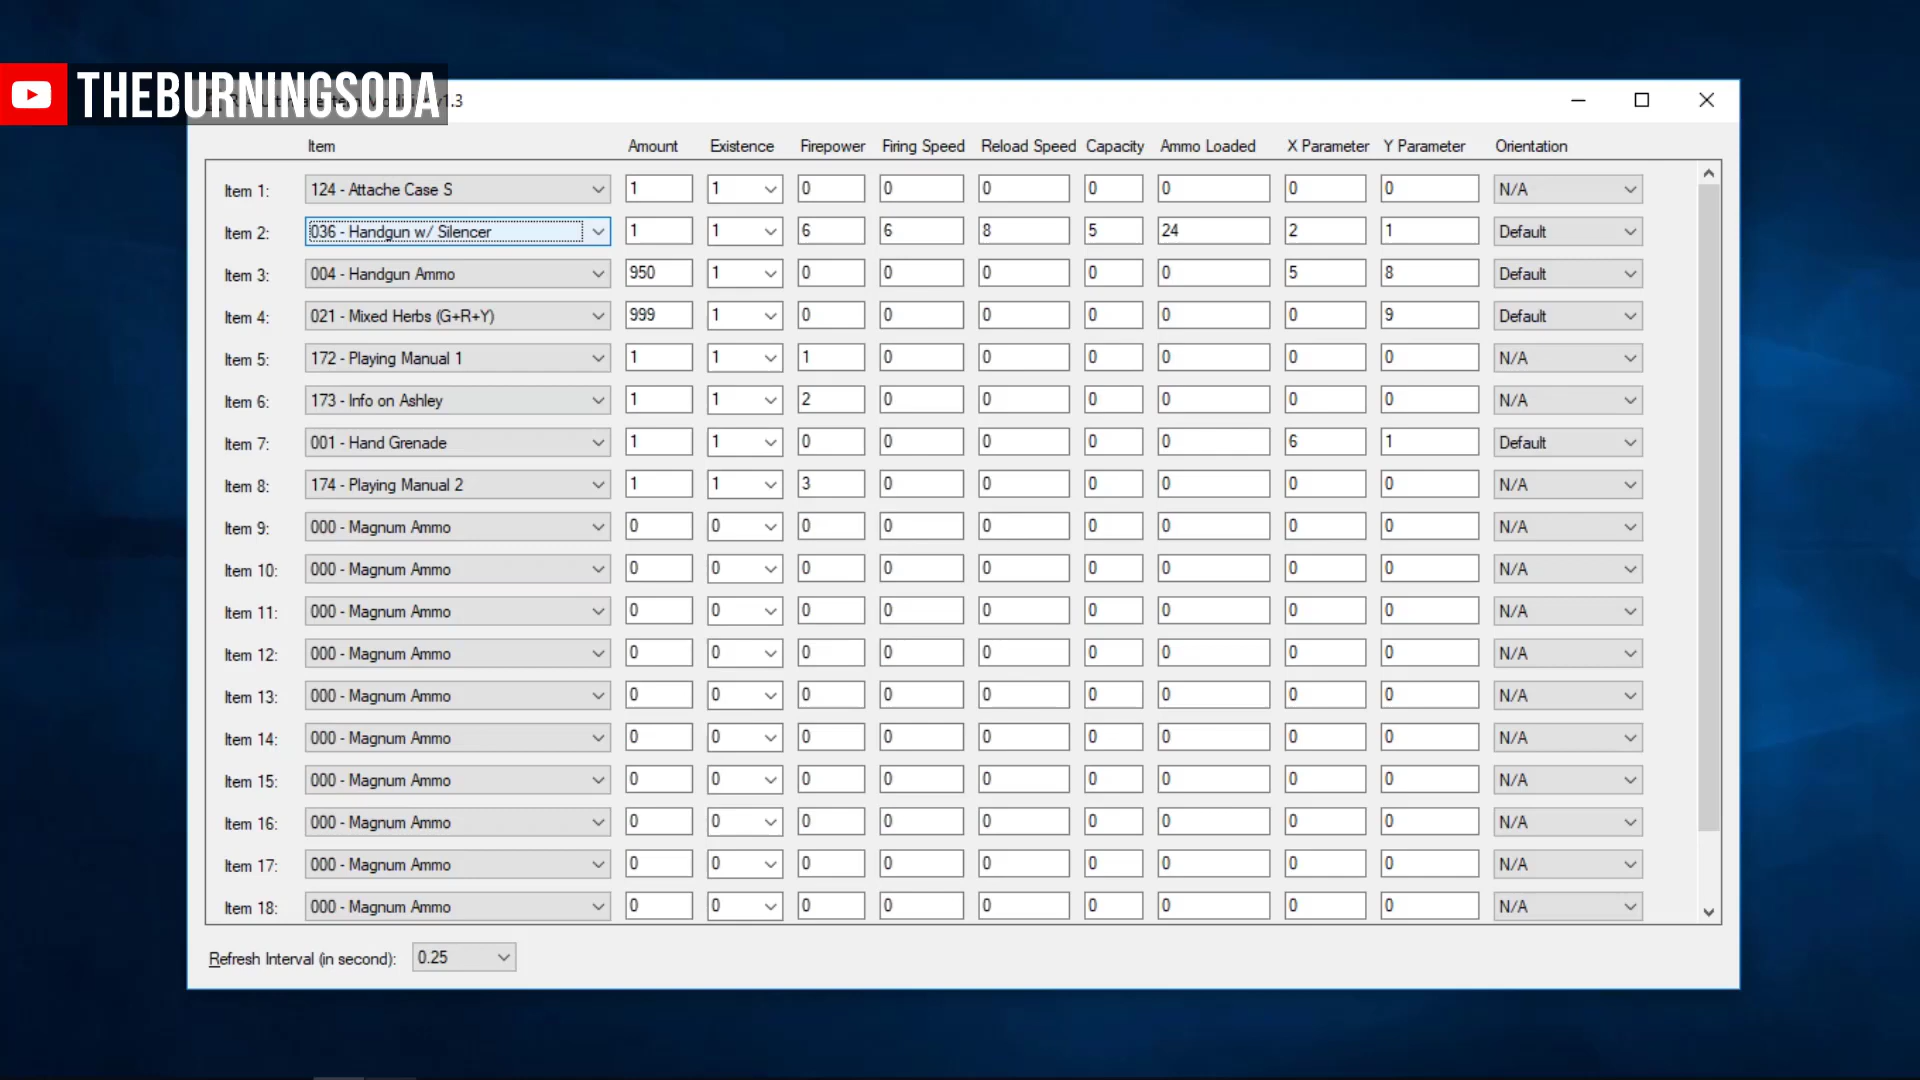 THEBURNINGSODA
v1.3
Item Amount Existence Firepower Firing Speed Reload Speed Capacity Ammo Loaded X Parameter Y Parameter Orientation
Item 1: 124 - Attache Case S 1 1 0 0 0 0 0 0 0 N/A
Item 2: 036 - Handgun w/ Silencer 1 1 6 6 8 5 24 2 1 Default
Item 3: 004 - Handgun Ammo 950 1 0 0 0 0 0 5 8 Default
Item 4: 021 - Mixed Herbs (G+R+Y) 999 1 0 0 0 0 0 0 9 Default
Item 5: 172 - Playing Manual 1 1 1 1 0 0 0 0 0 0 N/A
Item 6: 173 - Info on Ashley 1 1 2 0 0 0 0 0 0 N/A
Item 7: 001 - Hand Grenade 1 1 0 0 0 0 0 6 1 Default
Item 8: 174 - Playing Manual 2 1 1 3 0 0 0 0 0 0 N/A
Item 9: 000 - Magnum Ammo 0 0 0 0 0 0 0 0 0 N/A
Item 10: 000 - Magnum Ammo 0 0 0 0 0 0 0 0 0 N/A
Item 11: 000 - Magnum Ammo 0 0 0 0 0 0 0 0 0 N/A
Item 12: 000 - Magnum Ammo 0 0 0 0 0 0 0 0 0 N/A
Item 13: 000 - Magnum Ammo 0 0 0 0 0 0 0 0 0 N/A
Item 14: 000 - Magnum Ammo 0 0 0 0 0 0 0 0 0 N/A
Item 15: 000 - Magnum Ammo 0 0 0 0 0 0 0 0 0 N/A
Item 16: 000 - Magnum Ammo 0 0 0 0 0 0 0 0 0 N/A
Item 17: 000 - Magnum Ammo 0 0 0 0 0 0 0 0 0 N/A
Item 18: 000 - Magnum Ammo 0 0 0 0 0 0 0 0 0 N/A
Refresh Interval (in second): 0.25